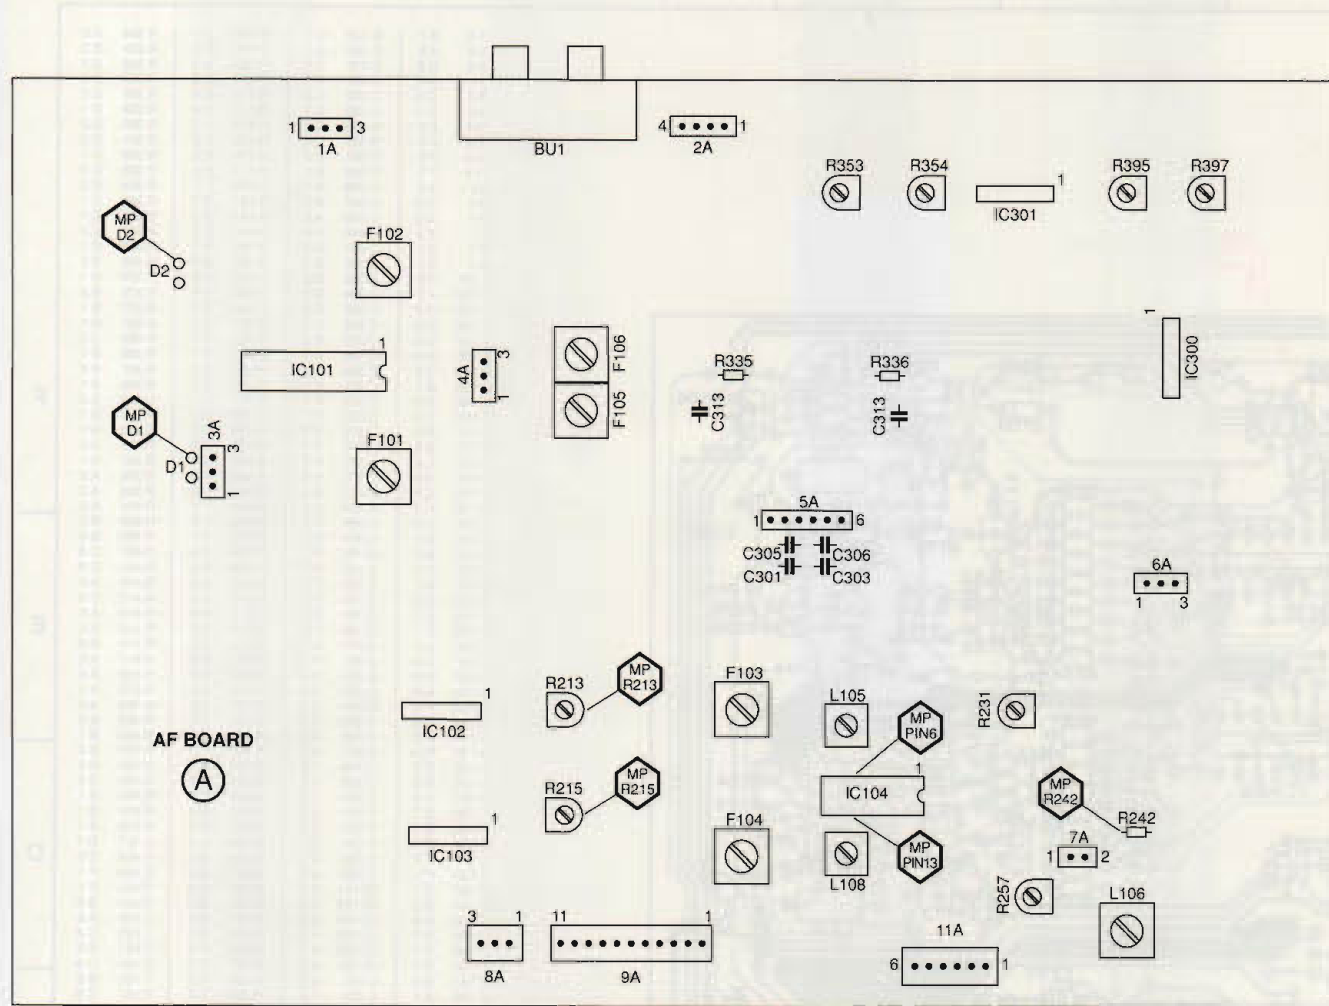 1 3
1A
BU1
4 1
2A
R353
R354
1
IC301
R395
R397
MP
D2
D2
F102
1
IC101
4A
3
1
F106
F105
R335
C313
R336
C313
1
IC300
MP
D1
D1
3A
3
1
F101
5A
1 6
C305
C306
C301
C303
6A
1 3
R213
MP
R213
F103
L105
MP
PIN6
R231
1
IC102
AF BOARD
A
R215
MP
R215
1
IC104
MP
R242
R242
1
IC103
F104
L108
MP
PIN13
7A
1 2
R257
L106
3 1
8A
11 1
9A
11A
6 1